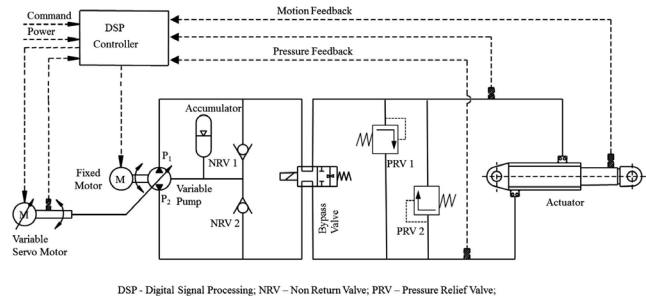 Command
Power
DSP
Controller
Motion Feedback
Pressure Feedback
Accumulator
P1
NRV 1
PRV 1
Fixed
Motor
M
Variable
Pump
P2
NRV 2
Bypass
Valve
PRV 2
Actuator
M
Variable
Servo Motor
DSP - Digital Signal Processing; NRV – Non Return Valve; PRV – Pressure Relief Valve;